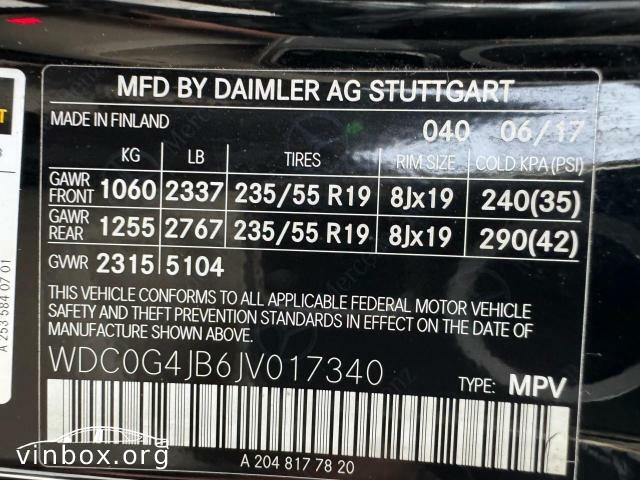 MFD BY DAIMLER AG STUTTGART
MADE IN FINLAND 040 06/17
KG LB TIRES RIM SIZE COLD KPA (PSI)
GAWR FRONT 1060 2337 235/55 R19 8Jx19 240(35)
GAWR REAR 1255 2767 235/55 R19 8Jx19 290(42)
GVWR 2315 5104
THIS VEHICLE CONFORMS TO ALL APPLICABLE FEDERAL MOTOR VEHICLE
SAFETY AND THEFT PREVENTION STANDARDS IN EFFECT ON THE DATE OF
MANUFACTURE SHOWN ABOVE.
WDC0G4JB6JV017340
TYPE: MPV
A 204 817 78 20
A 253 584 07 01
vinbox.org